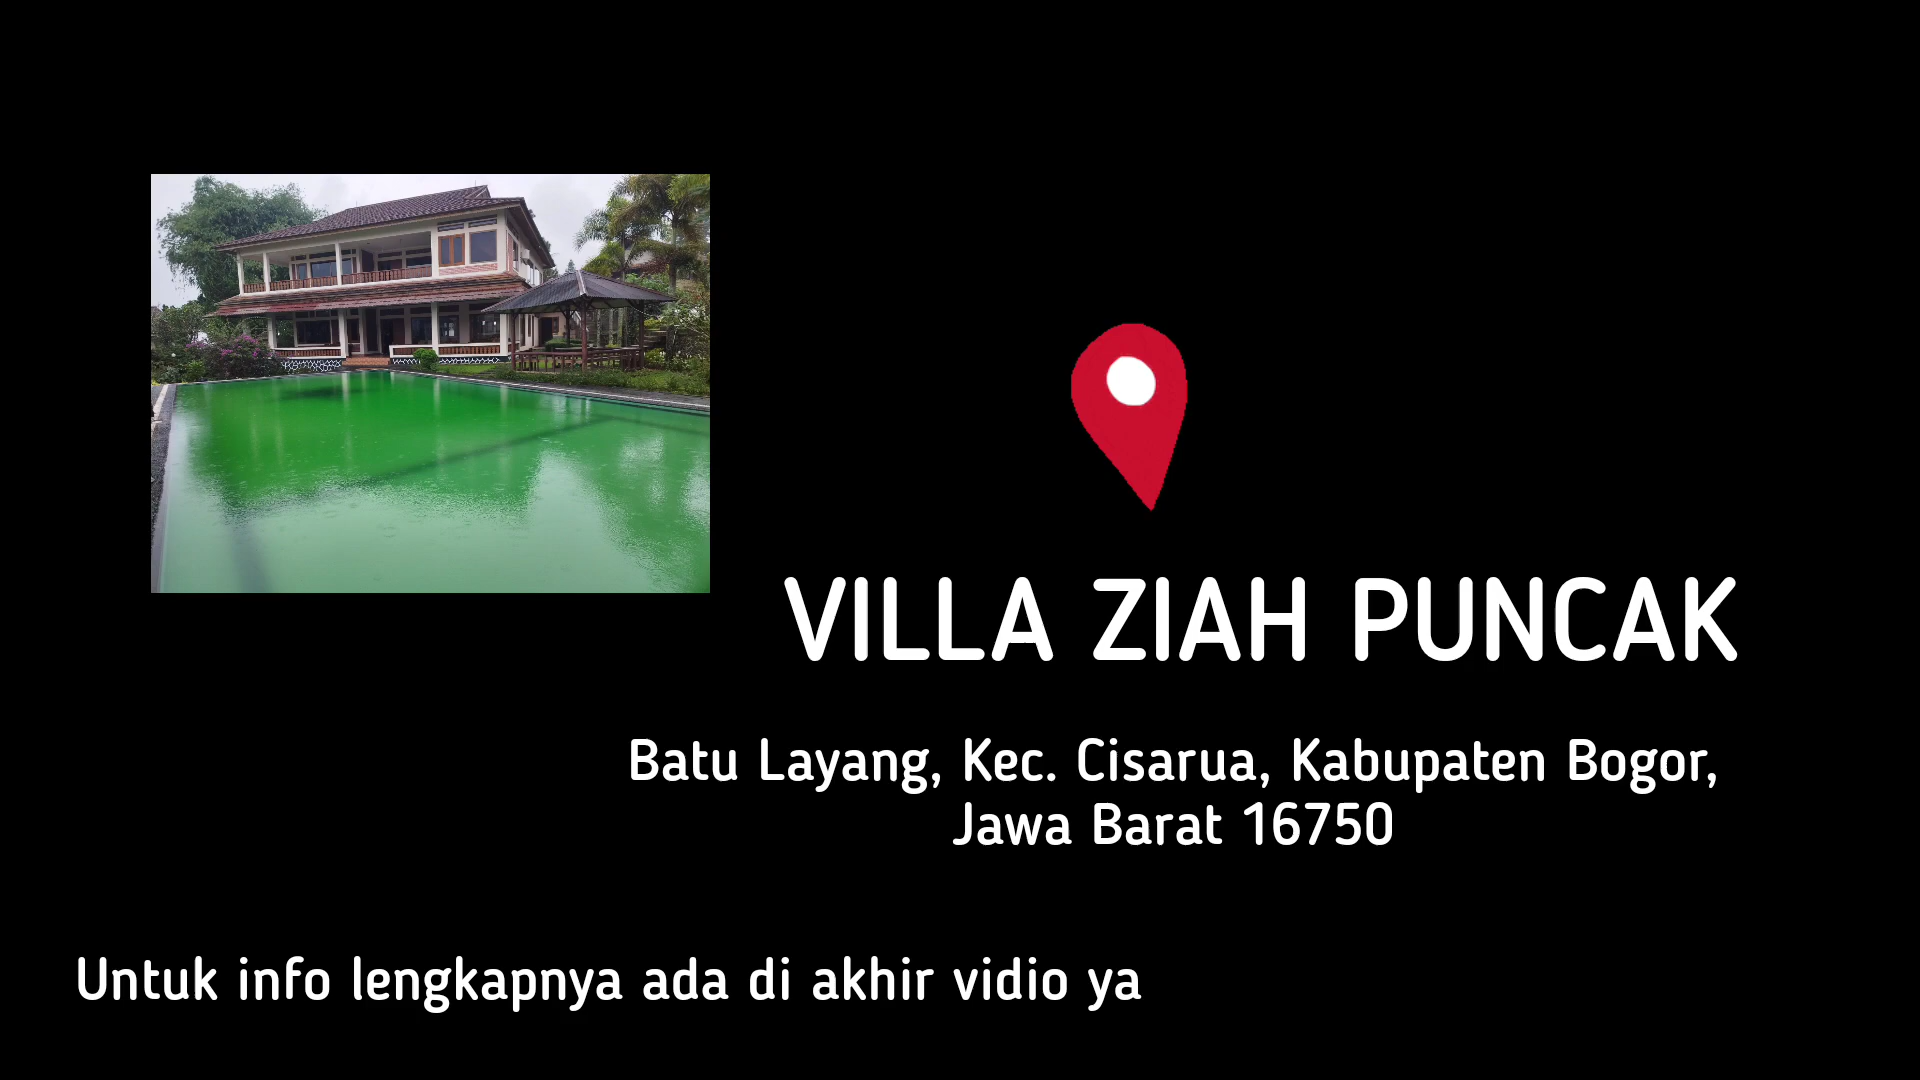 VILLA ZIAH PUNCAK
Batu Layang, Kec. Cisarua, Kabupaten Bogor,
Jawa Barat 16750
Untuk info lengkapnya ada di akhir vidio ya